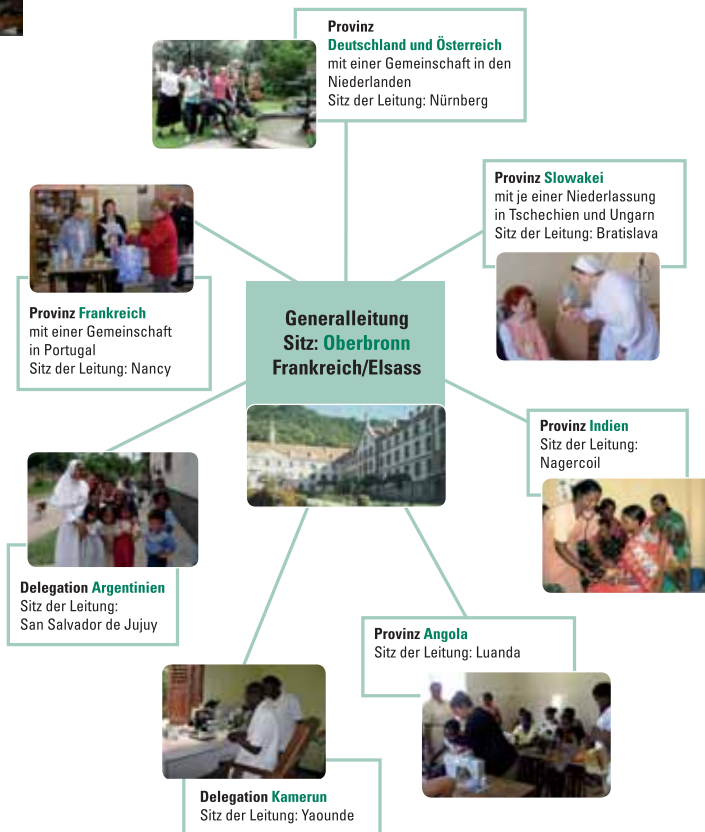 Provinz
Deutschland und Österreich
mit einer Gemeinschaft in den
Niederlanden
Sitz der Leitung: Nürnberg
Provinz Slowakei
mit je einer Niederlassung
in Tschechien und Ungarn
Sitz der Leitung: Bratislava
Provinz Frankreich
mit einer Gemeinschaft
in Portugal
Sitz der Leitung: Nancy
Generalleitung
Sitz: Oberbronn
Frankreich/Elsass
Provinz Indien
Sitz der Leitung:
Nagercoil
Delegation Argentinien
Sitz der Leitung:
San Salvador de Jujuy
Provinz Angola
Sitz der Leitung: Luanda
Delegation Kamerun
Sitz der Leitung: Yaounde